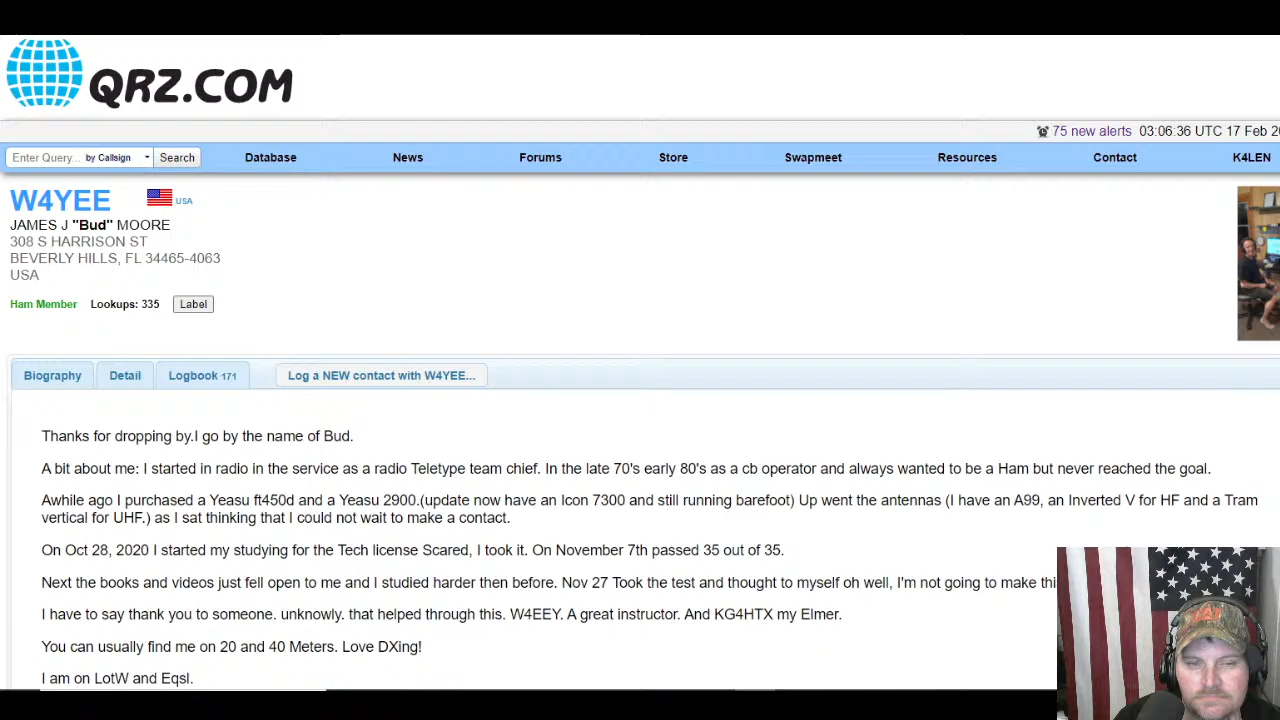 QRZ.COM
75 new alerts 03:06:36 UTC 17 Feb
Enter Query... by Callsign Search Database News Forums Store Swapmeet Resources Contact K4LEN
W4YEE USA
JAMES J "Bud" MOORE
308 S HARRISON ST
BEVERLY HILLS, FL 34465-4063
USA
Ham Member Lookups: 335 Label
Biography Detail Logbook 171 Log a NEW contact with W4YEE...
Thanks for dropping by.I go by the name of Bud.
A bit about me: I started in radio in the service as a radio Teletype team chief. In the late 70's early 80's as a cb operator and always wanted to be a Ham but never reached the goal.
Awhile ago I purchased a Yeasu ft450d and a Yeasu 2900.(update now have an Icon 7300 and still running barefoot) Up went the antennas (I have an A99, an Inverted V for HF and a Tram
vertical for UHF.) as I sat thinking that I could not wait to make a contact.
On Oct 28, 2020 I started my studying for the Tech license Scared, I took it. On November 7th passed 35 out of 35.
Next the books and videos just fell open to me and I studied harder then before. Nov 27 Took the test and thought to myself oh well, I'm not going to make
I have to say thank you to someone. unknowly. that helped through this. W4EEY. A great instructor. And KG4HTX my Elmer.
You can usually find me on 20 and 40 Meters. Love DXing!
I am on LotW and Eqsl.